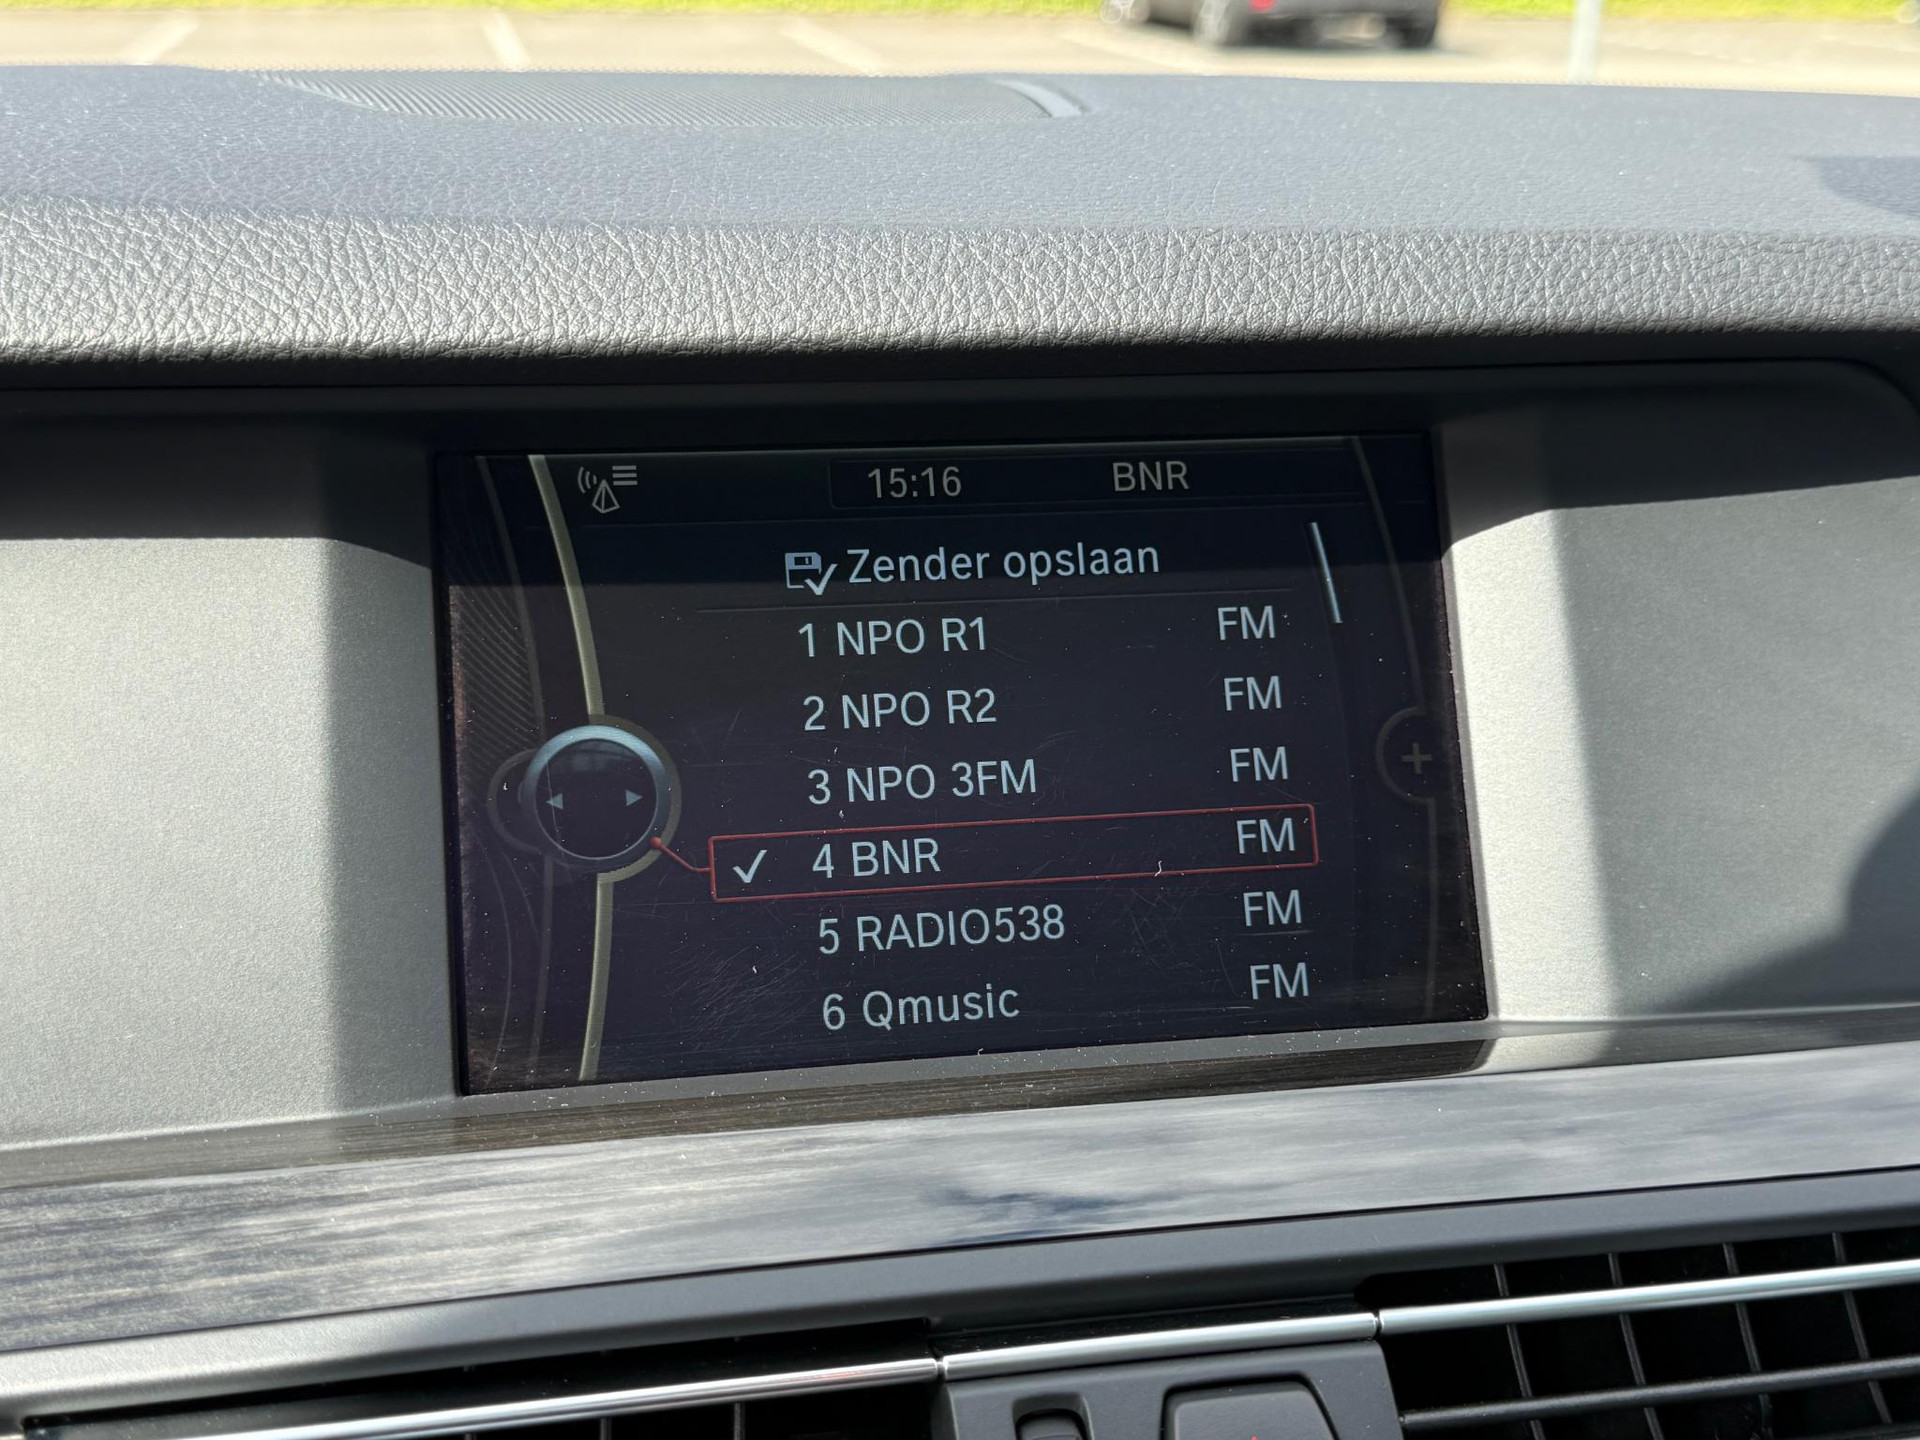 15:16 BNR
Zender opslaan
1 NPO R1 FM
2 NPO R2 FM
3 NPO 3FM FM
4 BNR FM
5 RADIO538 FM
6 Qmusic FM